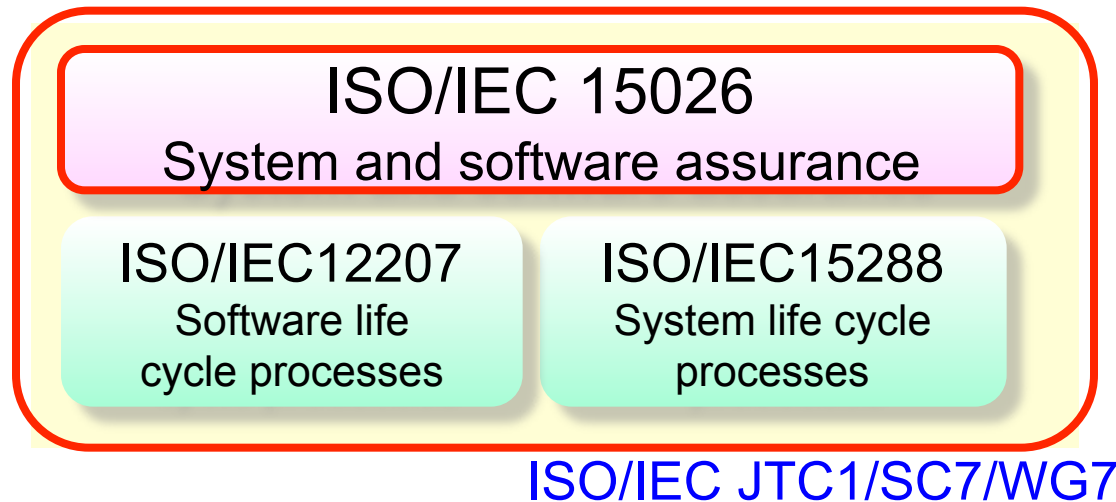 ISO/IEC 15026
System and software assurance
ISO/IEC12207
Software life
cycle processes
ISO/IEC15288
System life cycle
processes
ISO/IEC JTC1/SC7/WG7